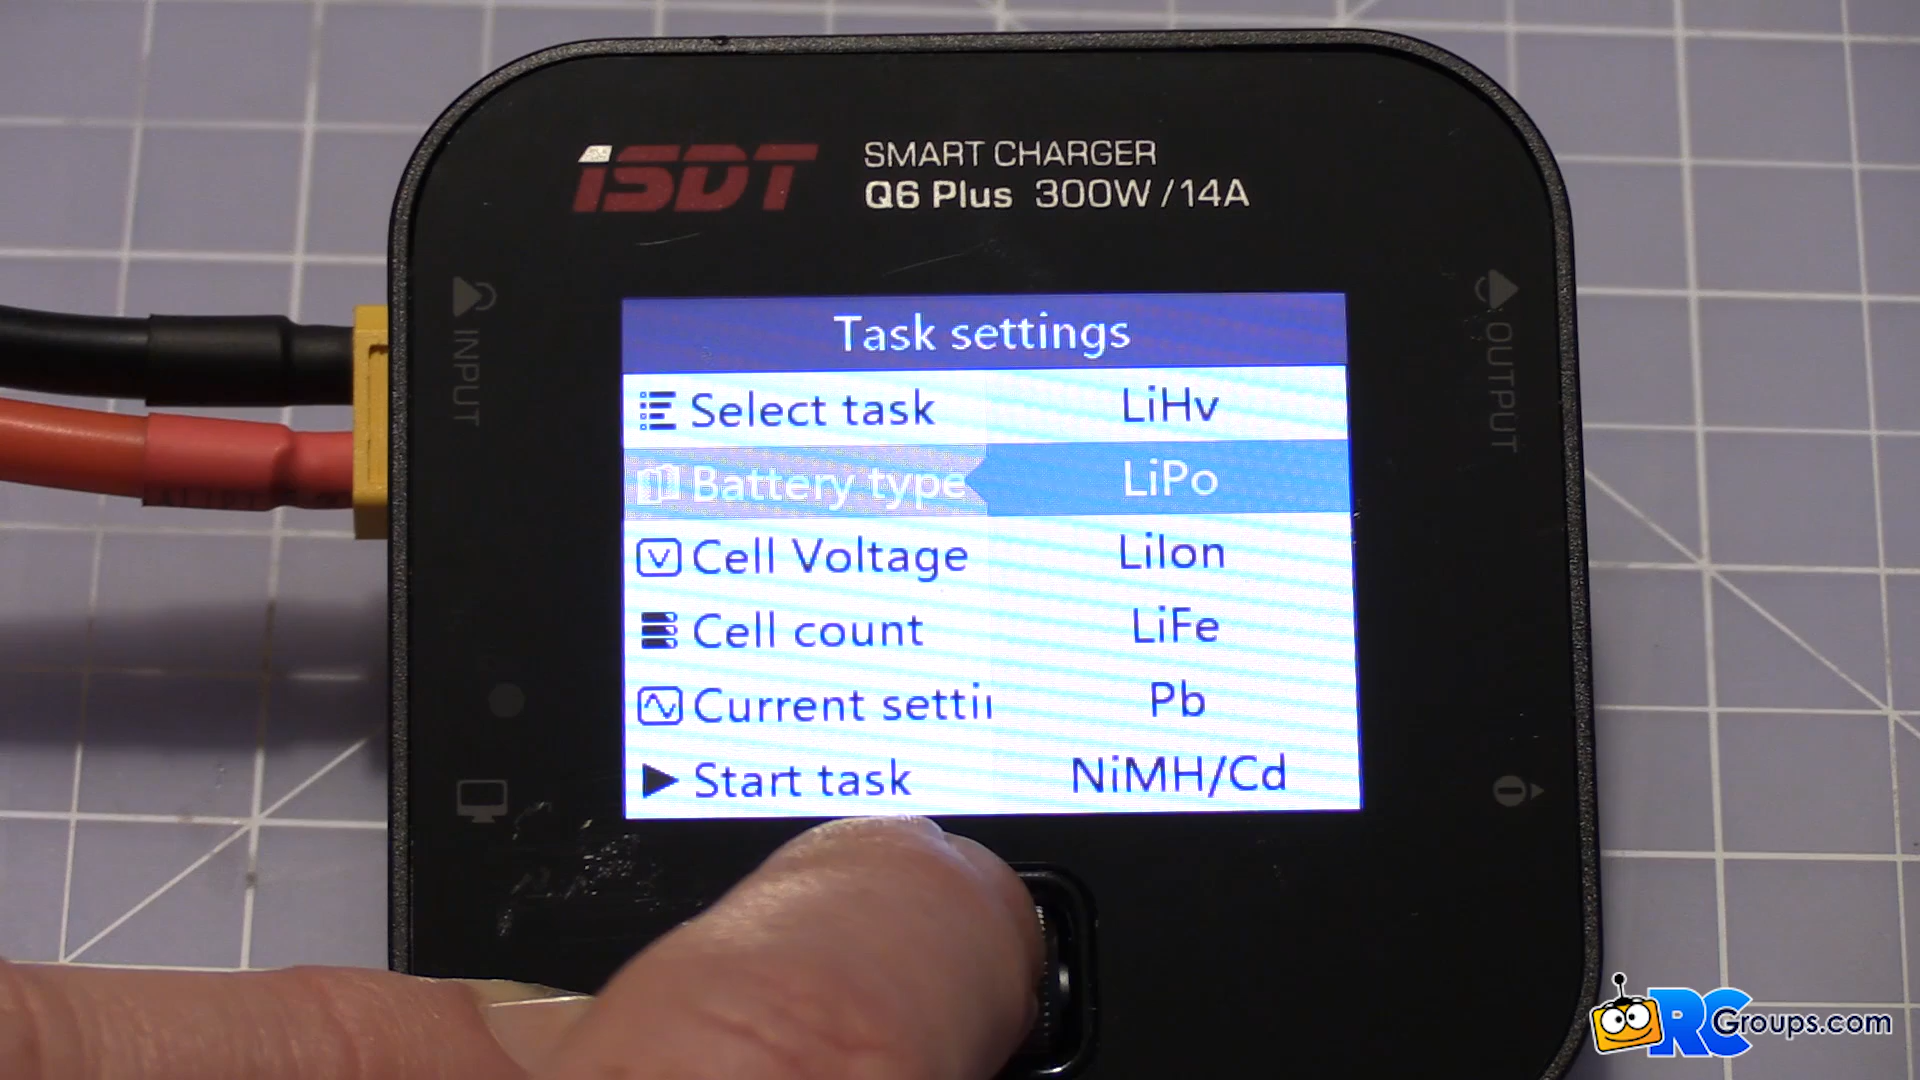 iSDT
SMART CHARGER
Q6 Plus 300W/14A
INPUT
OUTPUT
Task settings
Select task LiHv
Battery type LiPo
Cell Voltage LiIon
Cell count LiFe
Current settii Pb
Start task NiMH/Cd
RCGroups.com